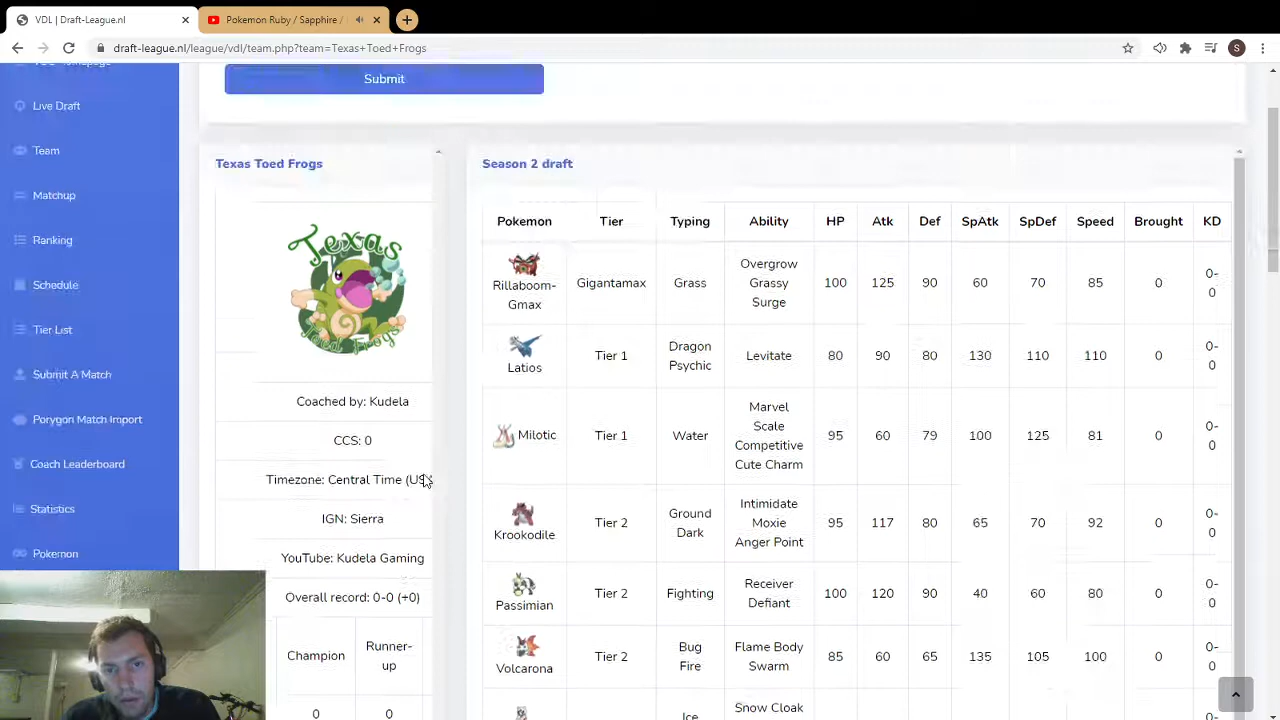 VDL | Draft-League.nl
Pokemon Ruby / Sapphire /
draft-league.nl/league/vdl/team.php?team=Texas+Toed+Frogs
S
VDL Homepage
Live Draft
Team
Matchup
Ranking
Schedule
Tier List
Submit A Match
Porygon Match Import
Coach Leaderboard
Statistics
Pokemon
Submit
Texas Toed Frogs
Texas
Toed Frogs
Coached by: Kudela
CCS: 0
Timezone: Central Time (US)
IGN: Sierra
YouTube: Kudela Gaming
Overall record: 0-0 (+0)
Champion Runner-
up
0 0
Season 2 draft
Pokemon Tier Typing Ability HP Atk Def SpAtk SpDef Speed Brought KD
Rillaboom-
Gmax Gigantamax Grass Overgrow
Grassy
Surge 100 125 90 60 70 85 0 0-
0
Latios Tier 1 Dragon
Psychic Levitate 80 90 80 130 110 110 0 0-
0
Milotic Tier 1 Water Marvel
Scale
Competitive
Cute Charm 95 60 79 100 125 81 0 0-
0
Krookodile Tier 2 Ground
Dark Intimidate
Moxie
Anger Point 95 117 80 65 70 92 0 0-
0
Passimian Tier 2 Fighting Receiver
Defiant 100 120 90 40 60 80 0 0-
0
Volcarona Tier 2 Bug
Fire Flame Body
Swarm 85 60 65 135 105 100 0 0-
0
Ice Snow Cloak